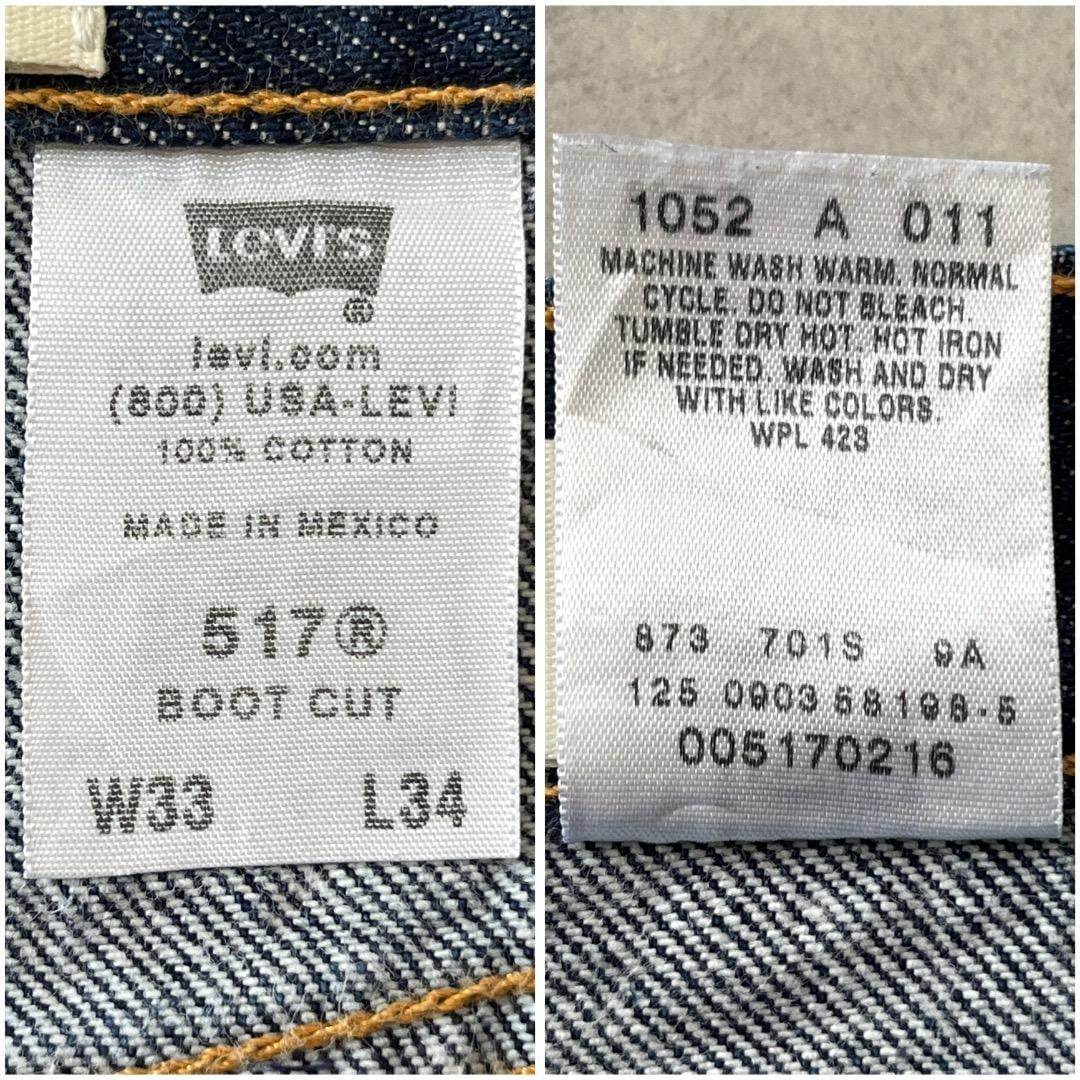 LEVI'S
®
levi.com
(800) USA-LEVI
100% COTTON
MADE IN MEXICO
517®
BOOT CUT
W33 L34
1052 A 011
MACHINE WASH WARM. NORMAL
CYCLE. DO NOT BLEACH.
TUMBLE DRY HOT. HOT IRON
IF NEEDED. WASH AND DRY
WITH LIKE COLORS.
WPL 423
873 701S 9A
125 0903 58198-5
005170216